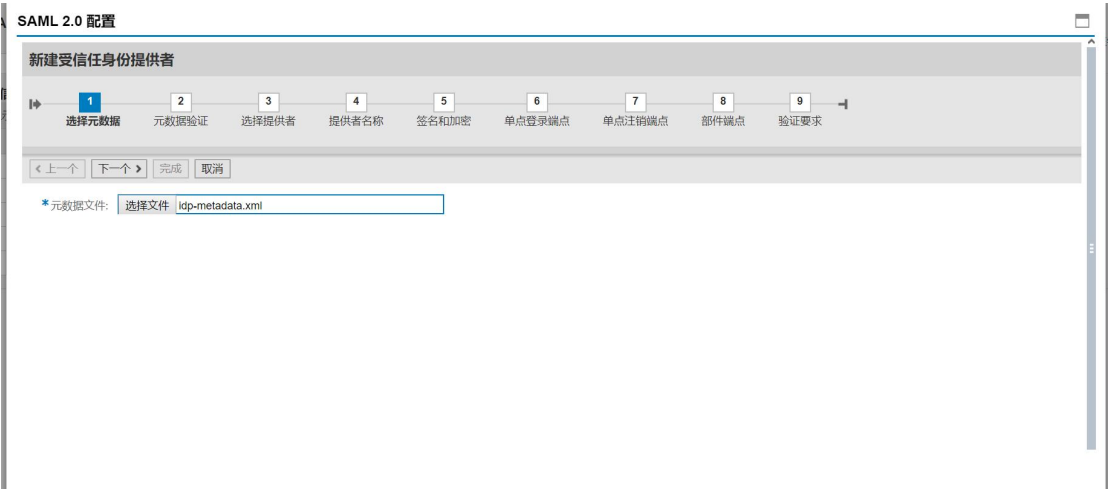 SAML 2.0 配置
新建受信任身份提供者
1 2 3 4 5 6 7 8 9
选择元数据 元数据验证 选择提供者 提供者名称 签名和加密 单点登录端点 单点注销端点 部件端点 验证要求
上一个 下一个 完成 取消
*元数据文件: 选择文件 idp-metadata.xml